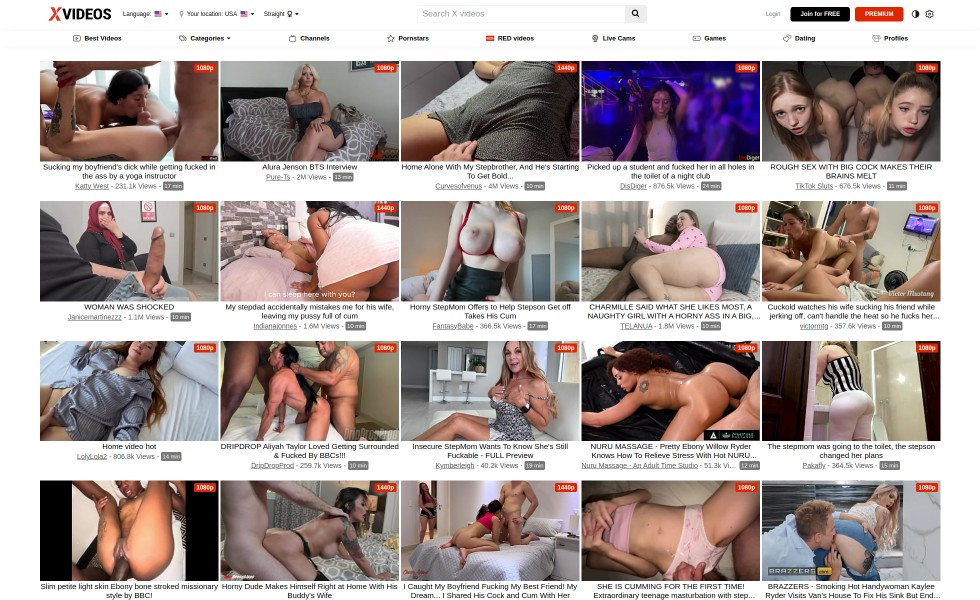 XVIDEOS Language: Your location: USA Straight Search X videos Login Join for FREE PREMIUM
Best Videos Categories Channels Pornstars RED videos Live Cams Games Dating Profiles
1080p 1080p 1440p 1080p 1080p
Sucking my boyfriend's dick while getting fucked in
the ass by a yoga instructor
Katty West - 231.1k Views - 17 min
Alura Jenson BTS Interview
Pure-Ts - 2M Views - 13 min
Home Alone With My Stepbrother, And He's Starting
To Get Bold...
Curvesofvenus - 4M Views - 10 min
Picked up a student and fucked her in all holes in
the toilet of a night club
DisDiger - 876.5k Views - 24 min
ROUGH SEX WITH BIG COCK MAKES THEIR
BRAINS MELT
TikTok Sluts - 676.5k Views - 11 min
1080p 1440p 1080p 1080p 1080p
I can sleep here with you?
Victor Mustang
WOMAN WAS SHOCKED
Janicemartinezzz - 1.1M Views - 10 min
My stepdad accidentally mistakes me for his wife,
leaving my pussy full of cum
Indianajonnes - 1.6M Views - 10 min
Horny StepMom Offers to Help Stepson Get off
Takes His Cum
FantasyBabe - 366.5k Views - 17 min
CHARMILLE SAID WHAT SHE LIKES MOST, A
NAUGHTY GIRL WITH A HORNY ASS IN A BIG,...
TELANUA - 1.8M Views - 10 min
Cuckold watches his wife sucking his friend while
jerking off, can't handle the heat so he fucks her...
victormtg - 357.6k Views - 10 min
1080p 1080p 1080p 1080p 1080p
DRIPDROP
Home video hot
LolyLola2 - 806.8k Views - 14 min
DRIPDROP Aliyah Taylor Loved Getting Surrounded
& Fucked By BBCs!!!
DripDropProd - 259.7k Views - 10 min
Insecure StepMom Wants To Know She's Still
Fuckable - FULL Preview
Kymberleigh - 40.2k Views - 19 min
NURU MASSAGE - Pretty Ebony Willow Ryder
Knows How To Relieve Stress With Hot NURU...
Nuru Massage - An Adult Time Studio - 51.3k Vi... - 12 min
The stepmom was going to the toilet, the stepson
changed her plans
Pakafly - 364.5k Views - 15 min
1080p 1440p 1440p 1080p 1080p
BRAZZERS
Slim petite light skin Ebony bone stroked missionary
style by BBC!
Horny Dude Makes Himself Right at Home With His
Buddy's Wife
I Caught My Boyfriend Fucking My Best Friend! My
Dream... I Shared His Cock and Cum With Her
BRAZZERS - Smoking Hot Handywoman Kaylee
Ryder Visits Van's House To Fix His Sink But End...